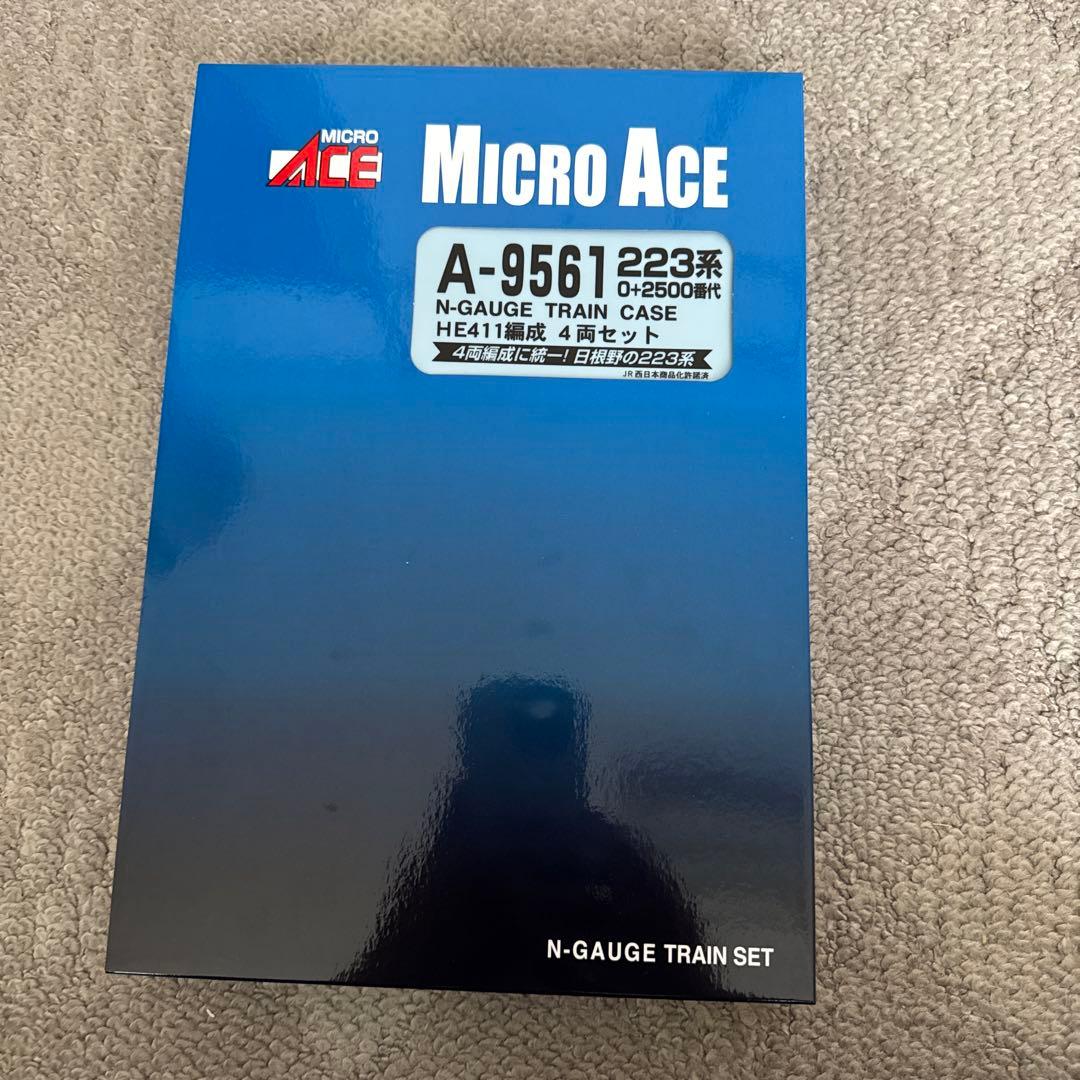 MICRO
ACE
MICRO ACE
A-9561 223系
0+2500番代
N-GAUGE TRAIN CASE
HE411編成 4両セット
4両編成に統一!日根野の223系
JR西日本商品化許諾済
N-GAUGE TRAIN SET